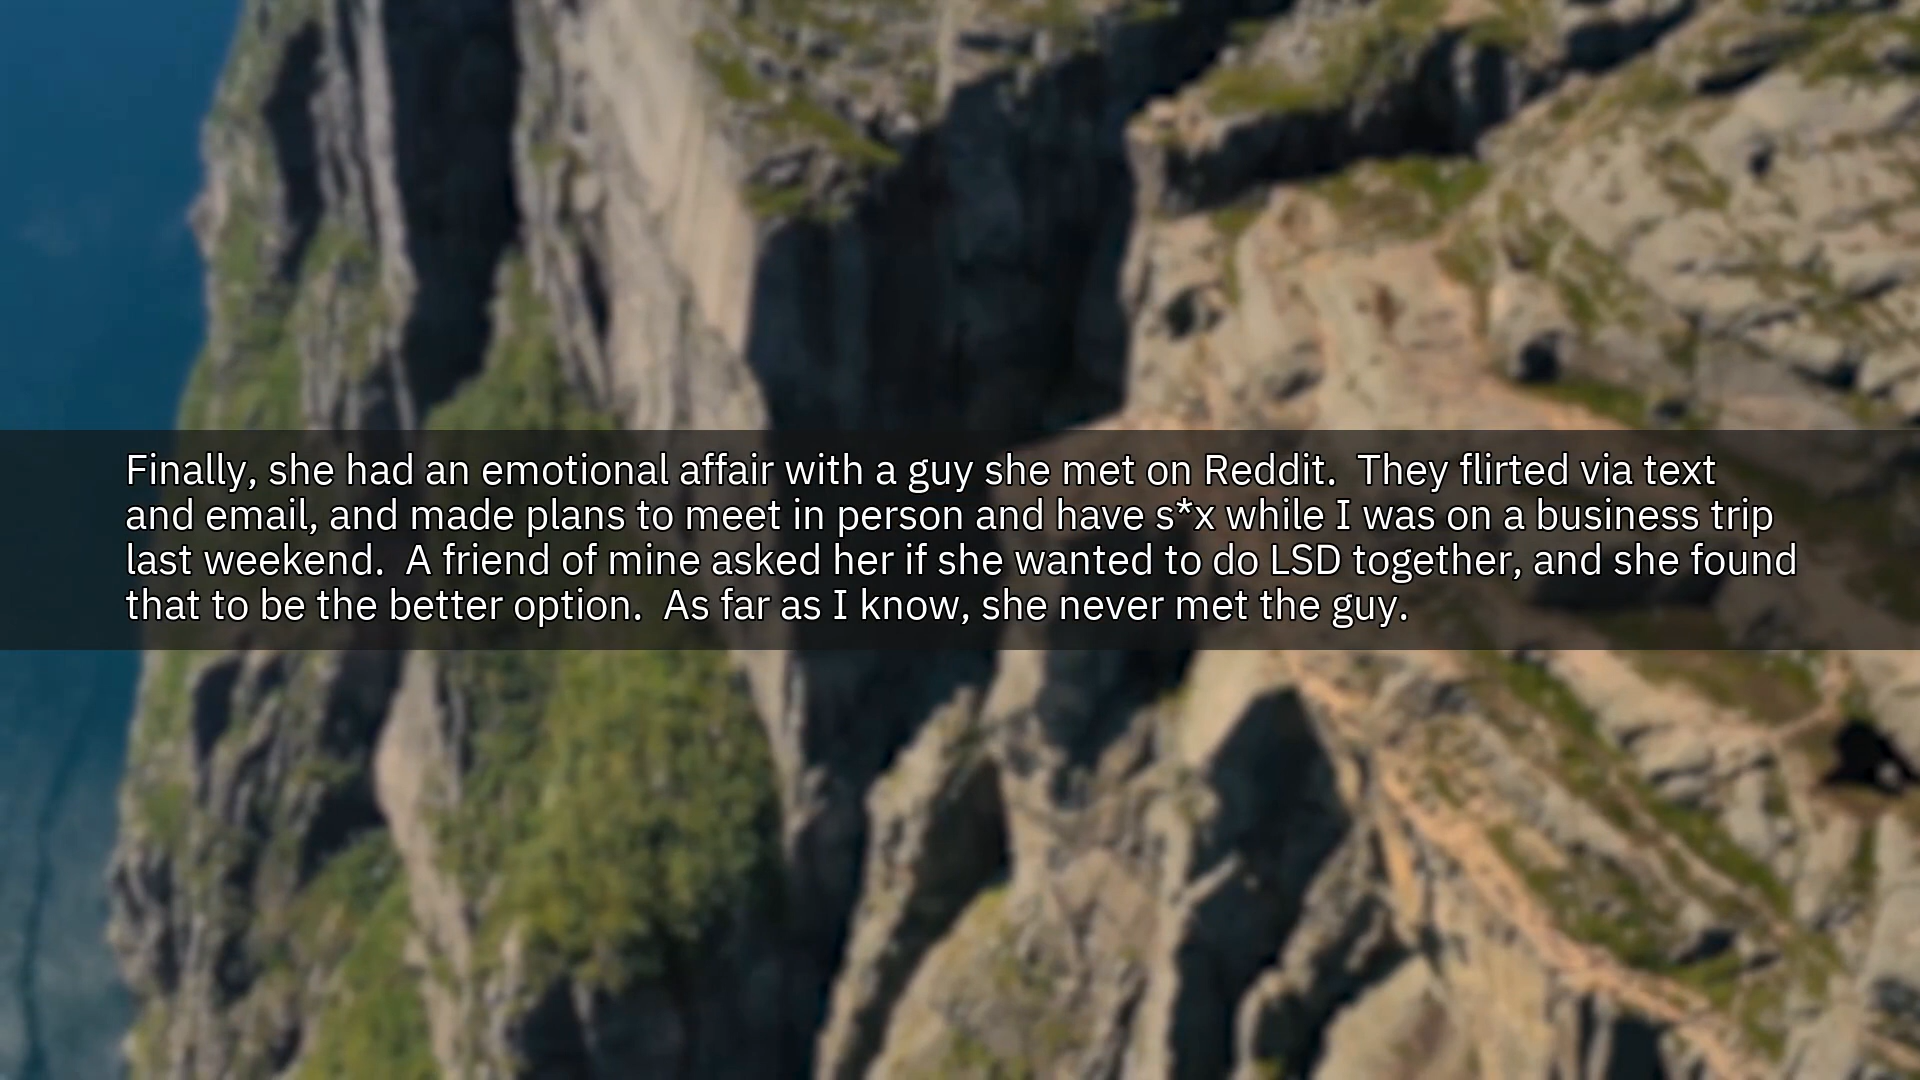 Finally, she had an emotional affair with a guy she met on Reddit.  They flirted via text
and email, and made plans to meet in person and have s*x while I was on a business trip
last weekend.  A friend of mine asked her if she wanted to do LSD together, and she found
that to be the better option.  As far as I know, she never met the guy.